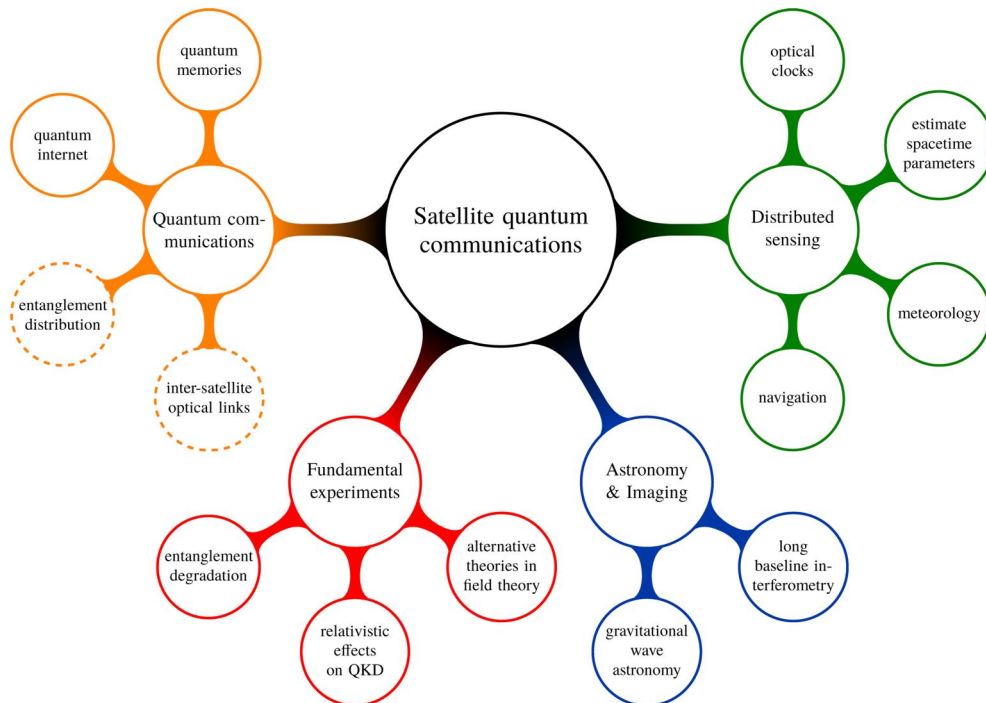 Satellite quantum
communications
Quantum com-
munications
quantum
memories
quantum
internet
entanglement
distribution
inter-satellite
optical links
Distributed
sensing
optical
clocks
estimate
spacetime
parameters
meteorology
navigation
Fundamental
experiments
entanglement
degradation
relativistic
effects
on QKD
alternative
theories in
field theory
Astronomy
& Imaging
gravitational
wave
astronomy
long
baseline in-
terferometry